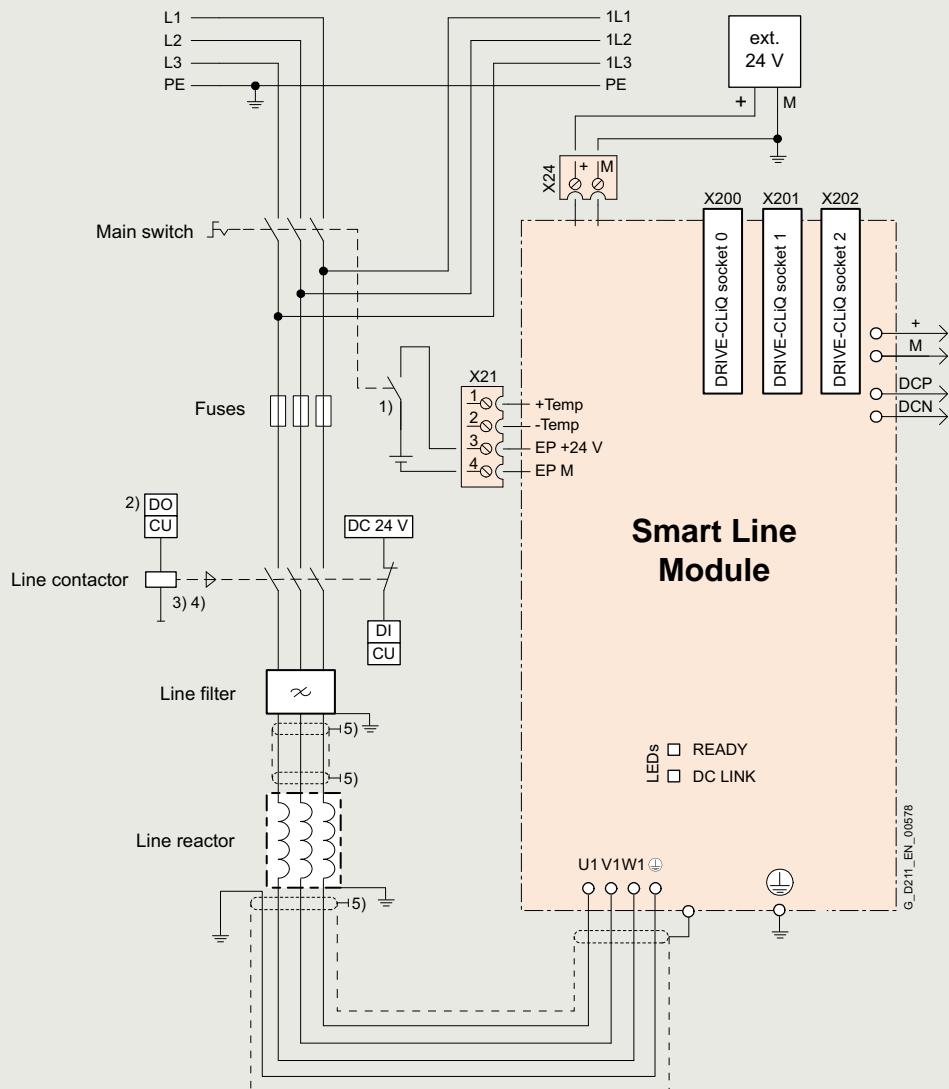 L1
L2
L3
PE
1L1
1L2
1L3
PE
ext.
24 V
+
M
X24
+ M
X200
X201
X202
DRIVE-CLiQ socket 0
DRIVE-CLiQ socket 1
DRIVE-CLiQ socket 2
Main switch
+
M
DCP
DCN
1)
X21
1
+Temp
2
-Temp
3
EP +24 V
4
EP M
Fuses
2)
DO
CU
DC 24 V
Line contactor
3) 4)
DI
CU
Smart Line
Module
Line filter
5)
5)
LEDs
READY
DC LINK
Line reactor
5)
U1 V1 W1
G_D211_EN_00578